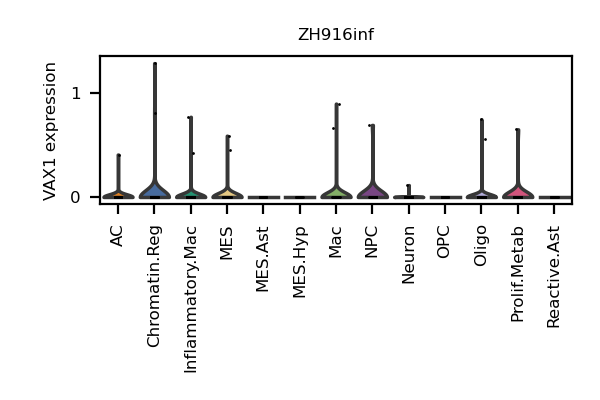 ZH916inf
VAX1 expression
1
0
AC
Chromatin.Reg
Inflammatory.Mac
MES
MES.Ast
MES.Hyp
Mac
NPC
Neuron
OPC
Oligo
Prolif.Metab
Reactive.Ast